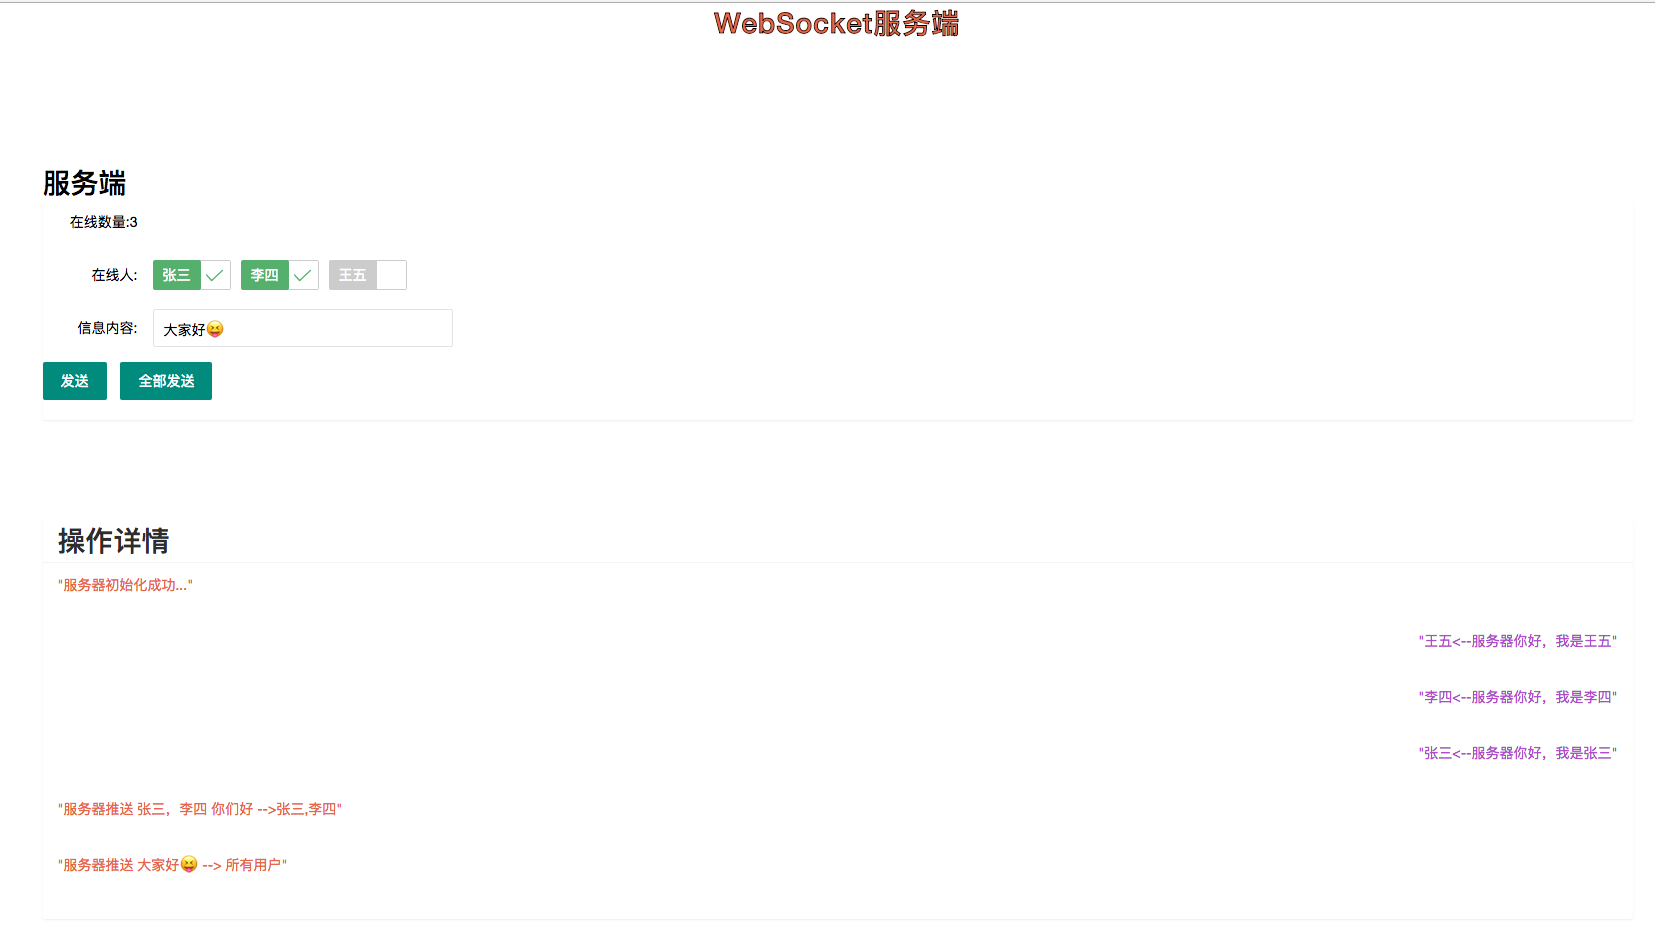 WebSocket服务端
服务端
在线数量:3
在线人: 张三 李四 王五
信息内容: 大家好😝
发送 全部发送
操作详情
"服务器初始化成功..."
"王五<--服务器你好，我是王五"
"李四<--服务器你好，我是李四"
"张三<--服务器你好，我是张三"
"服务器推送 张三，李四 你们好 -->张三,李四"
"服务器推送 大家好😝 --> 所有用户"